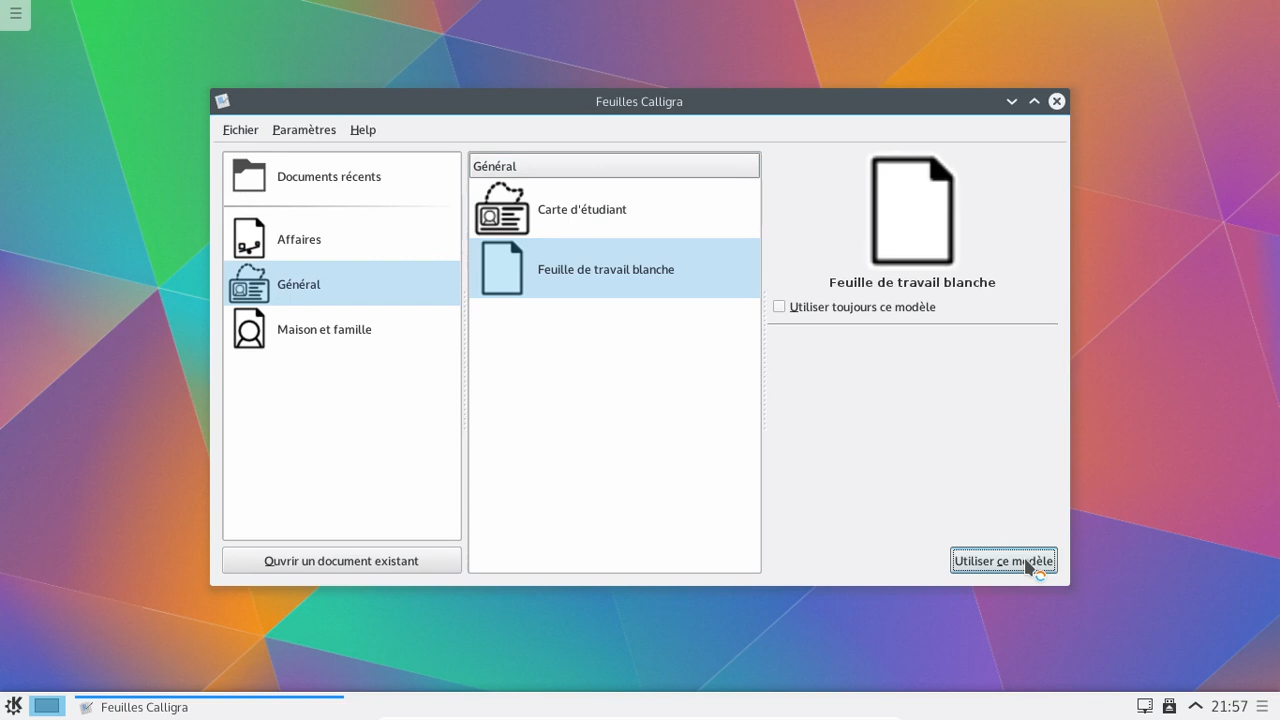 Feuilles Calligra
Fichier Paramètres Help
Documents récents
Affaires
Général
Maison et famille
Ouvrir un document existant
Général
Carte d'étudiant
Feuille de travail blanche
Feuille de travail blanche
Utiliser toujours ce modèle
Utiliser ce modèle
Feuilles Calligra
21:57